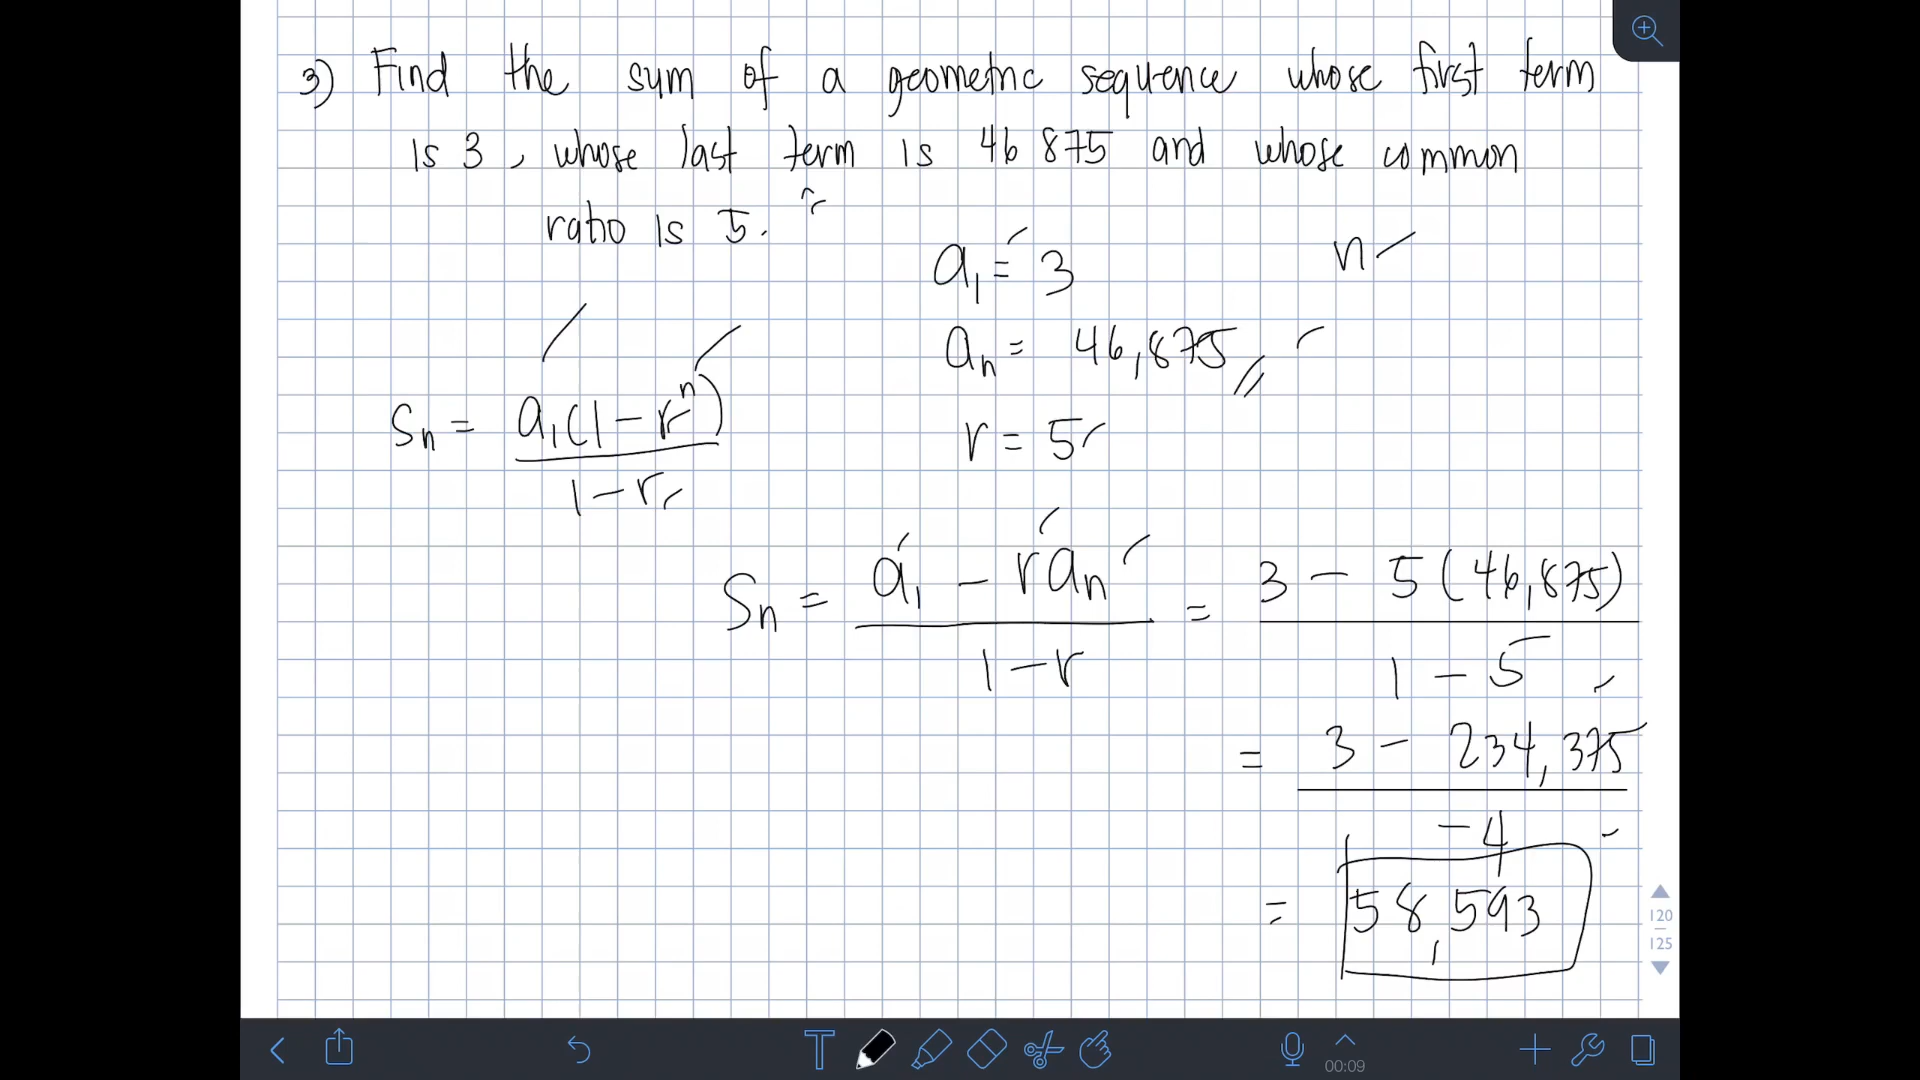 3) Find the sum of a geometric sequence whose first term
is 3, whose last term is 46 875 and whose common
ratio is 5.
a₁ = 3
n
aₙ = 46,875
Sₙ = a₁(1 - rⁿ) / 1 - r
r = 5
Sₙ = a₁ - raₙ / 1 - r = 3 - 5(46,875) / 1 - 5
= 3 - 234,375 / -4
= 58,593
120
125
T
00:09